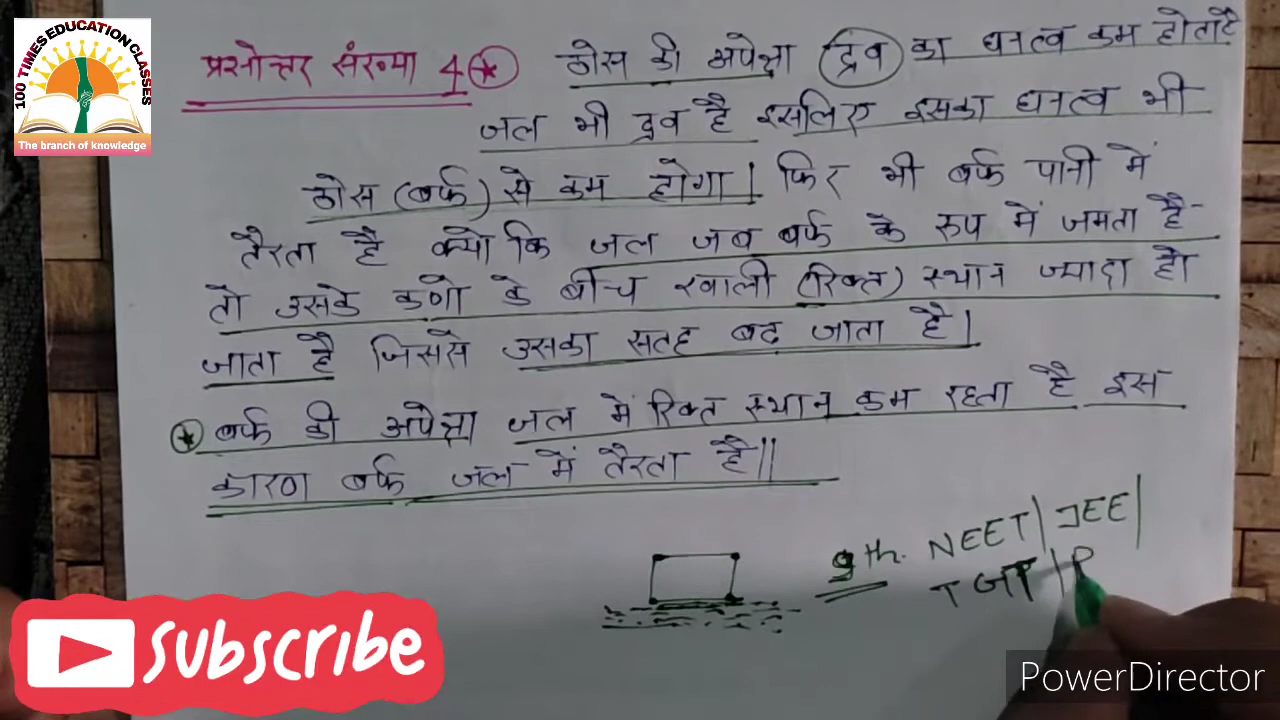 100 TIMES EDUCATION CLASSES
The branch of knowledge
प्रश्नोत्तर संख्या 4
ठोस की अपेक्षा द्रव का घनत्व कम होता है
जल भी द्रव है इसलिए इसका घनत्व भी
ठोस (बर्फ) से कम होगा। फिर भी बर्फ पानी में
तैरता है क्यो कि जल जब बर्फ के रूप में जमता है-
तो उसके कणो के बीच खाली (रिक्त) स्थान ज्यादा हो
जाता है जिससे उसका सतह बढ़ जाता है।
बर्फ की अपेक्षा जल में रिक्त स्थान कम रहता है इस
कारण बर्फ जल में तैरता है॥
9th. NEET| JEE|
TGT | P
Subscribe
PowerDirector